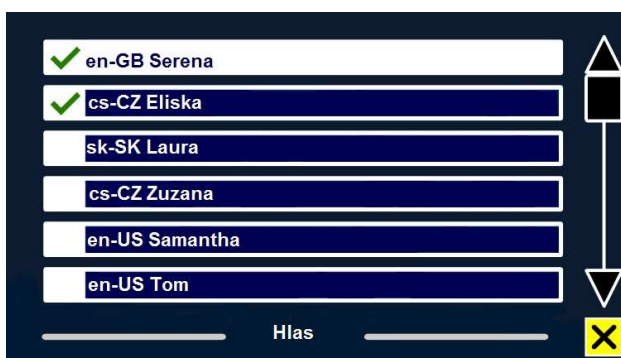 en-GB Serena
cs-CZ Eliska
sk-SK Laura
cs-CZ Zuzana
en-US Samantha
en-US Tom
Hlas